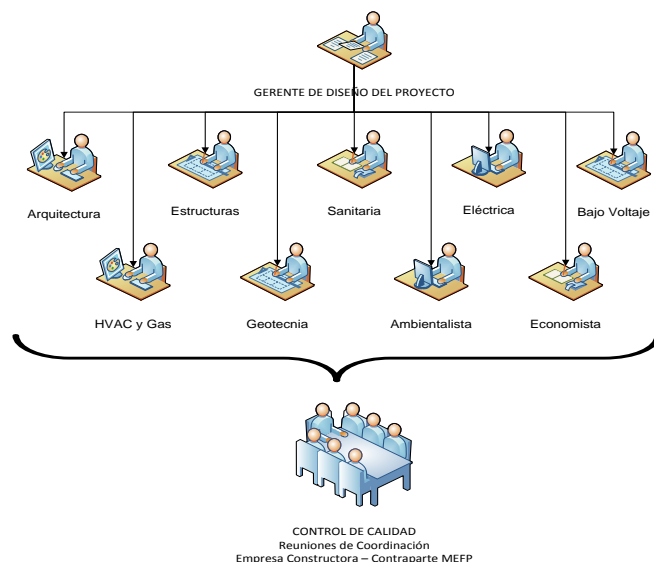 GERENTE DE DISEÑO DEL PROYECTO
Arquitectura
Estructuras
Sanitaria
Eléctrica
Bajo Voltaje
HVAC y Gas
Geotecnia
Ambientalista
Economista
CONTROL DE CALIDAD
Reuniones de Coordinación
Empresa Constructora – Contraparte MEFP